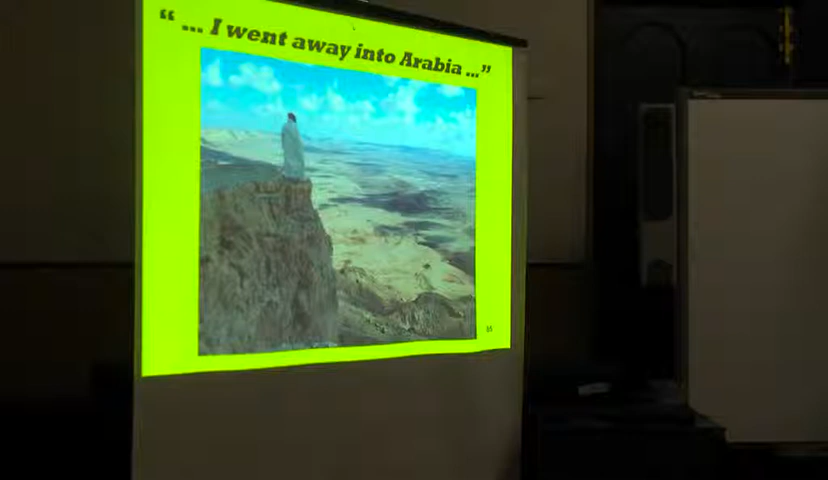 “ ... I went away into Arabia ...”